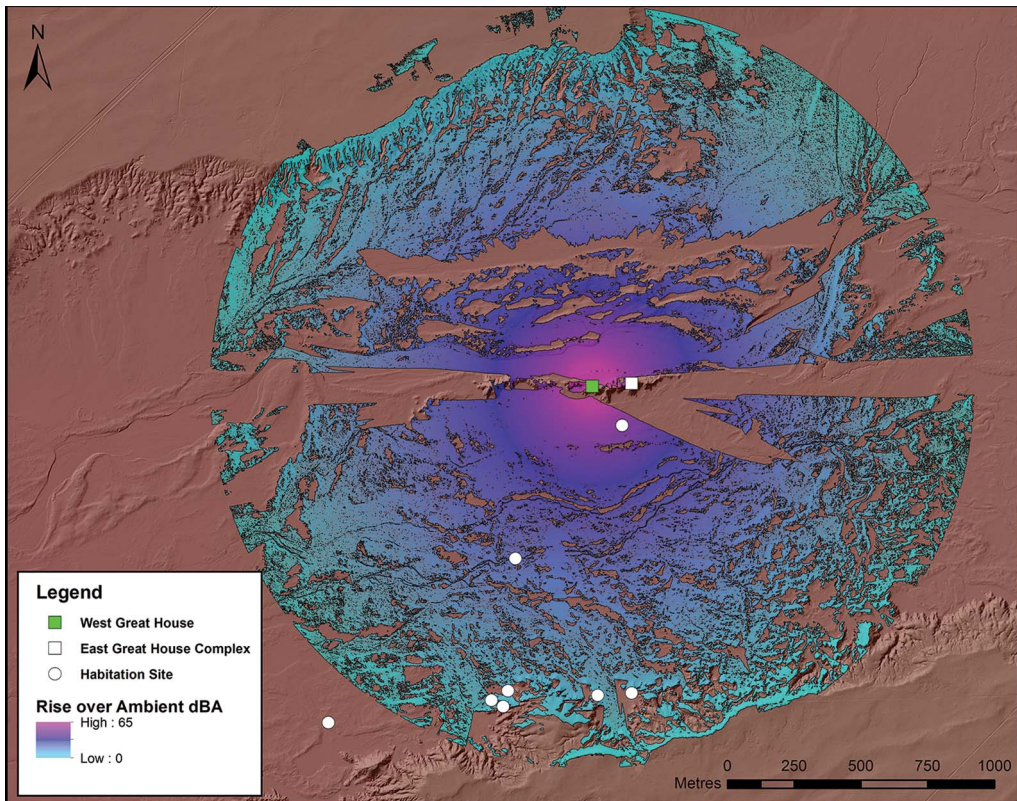 N
Legend
West Great House
East Great House Complex
Habitation Site
Rise over Ambient dBA
High : 65
Low : 0
0 250 500 750 1000
Metres